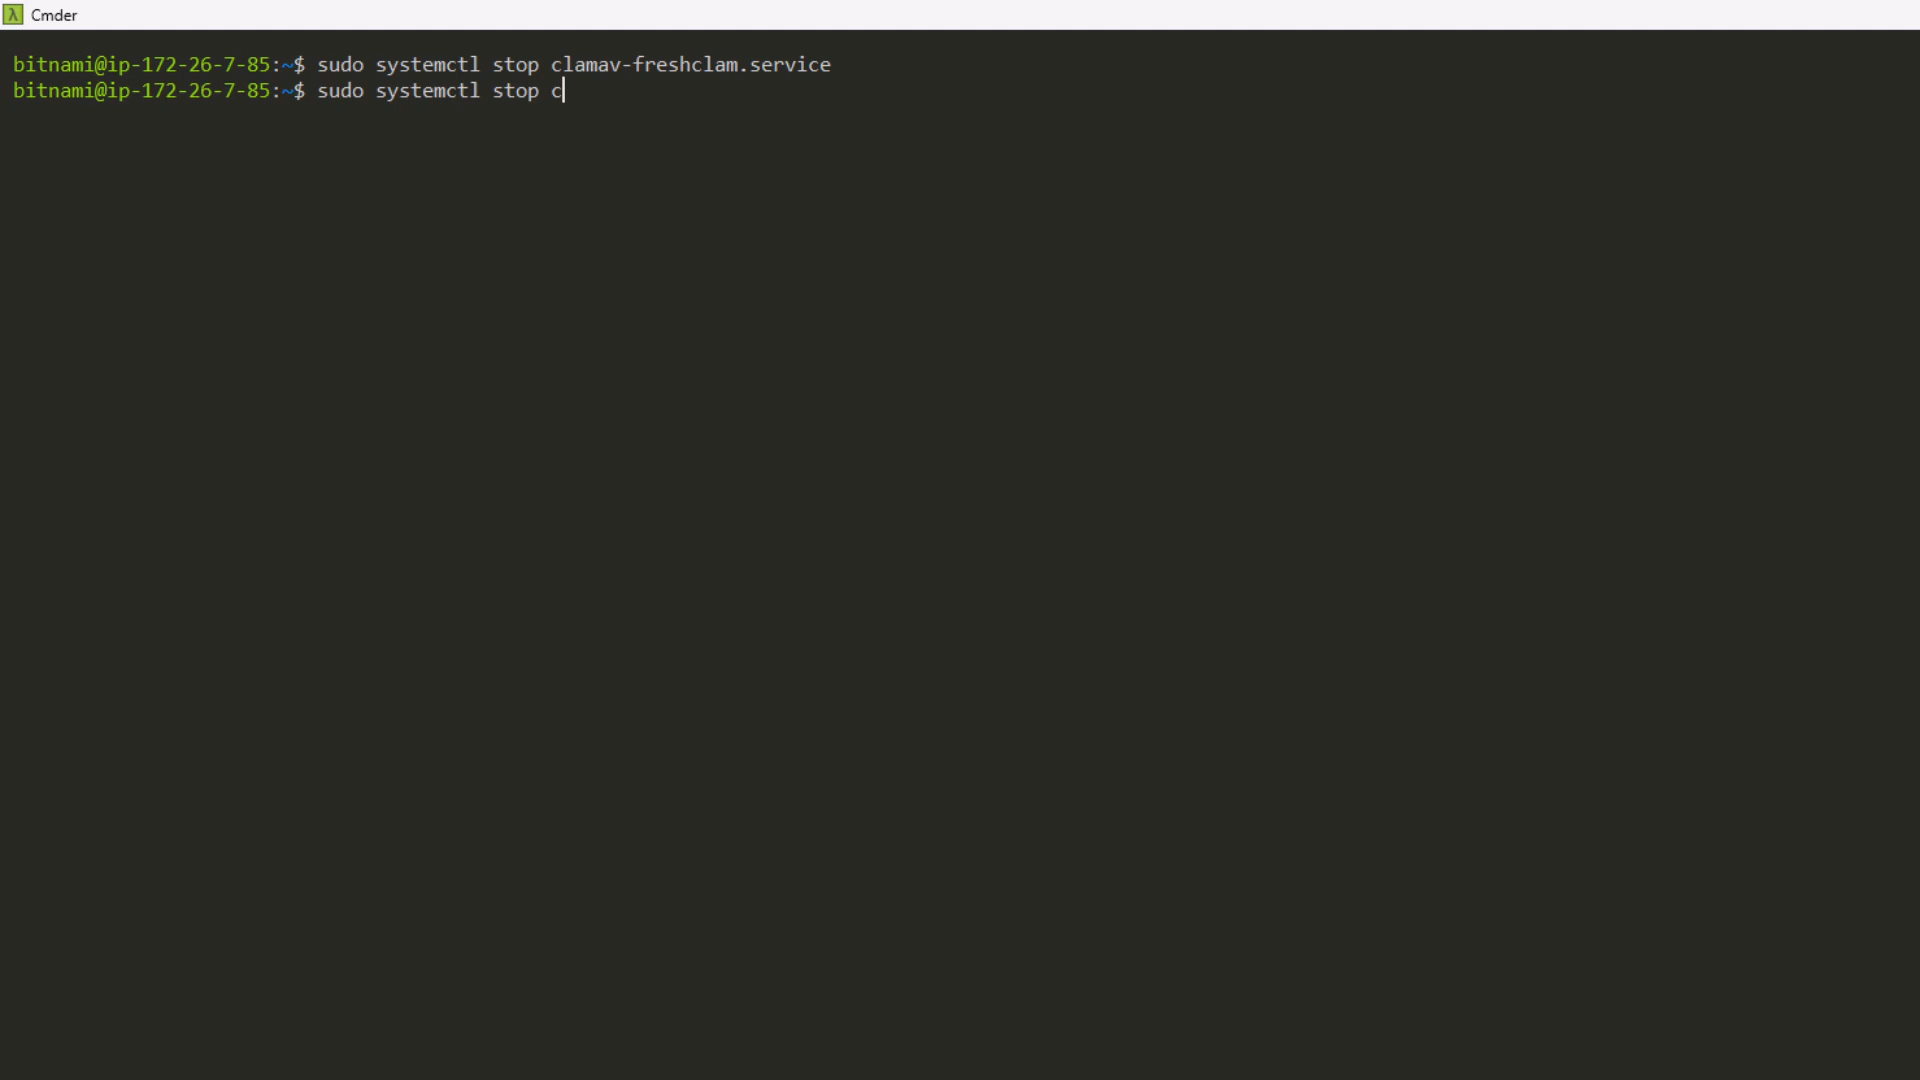 λ Cmder
bitnami@ip-172-26-7-85:~$ sudo systemctl stop clamav-freshclam.service
bitnami@ip-172-26-7-85:~$ sudo systemctl stop c